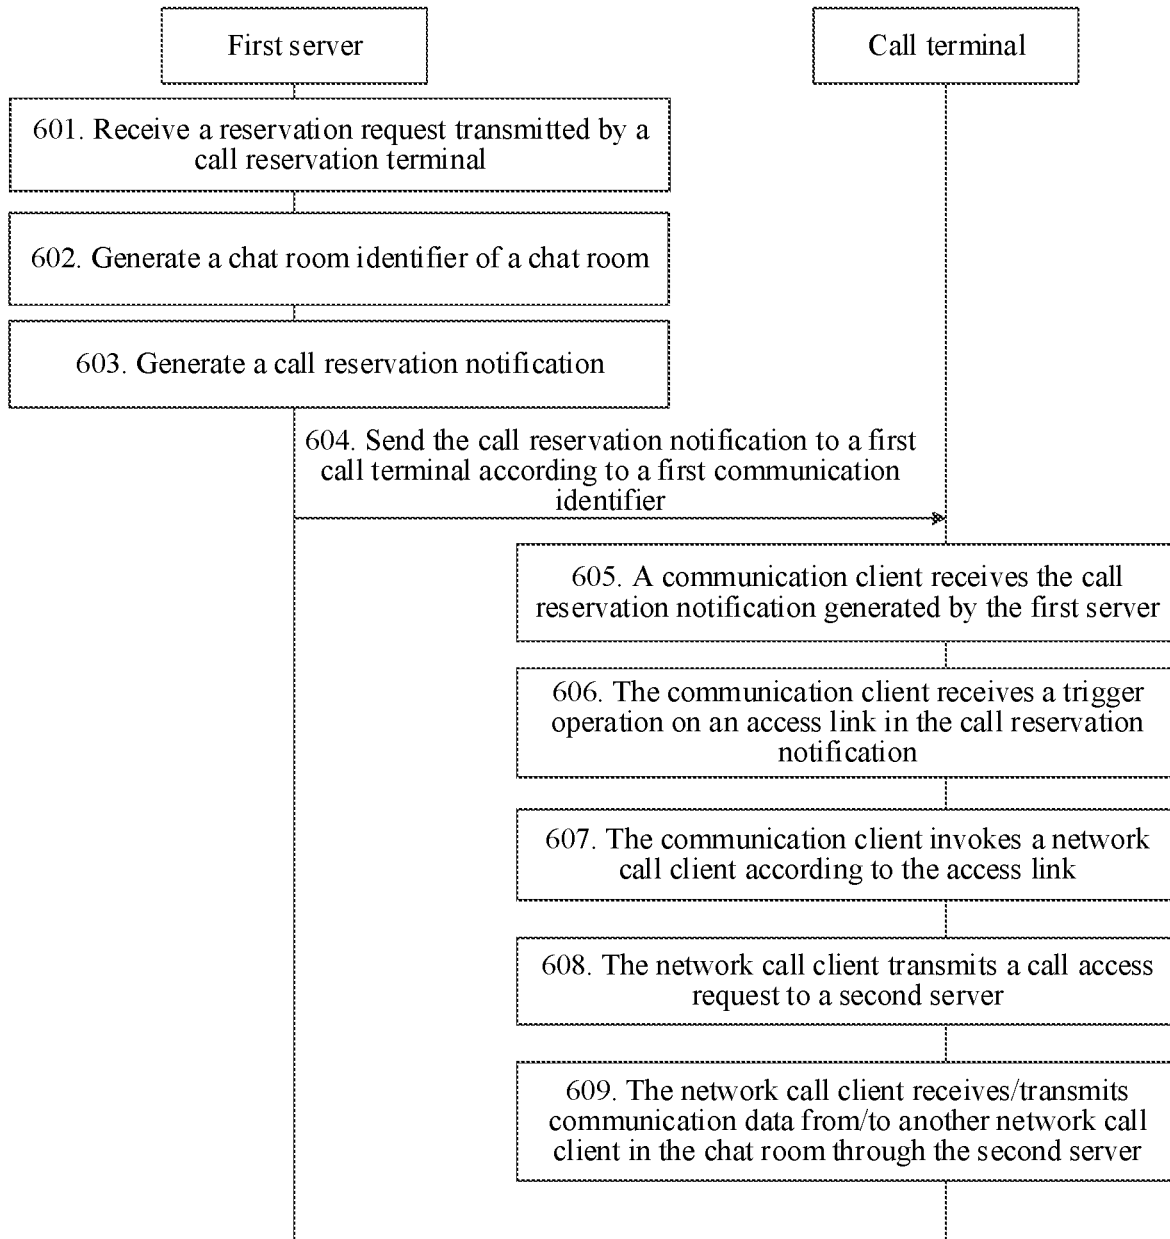 First server
Call terminal
601. Receive a reservation request transmitted by a
call reservation terminal
602. Generate a chat room identifier of a chat room
603. Generate a call reservation notification
604. Send the call reservation notification to a first
call terminal according to a first communication
identifier
605. A communication client receives the call
reservation notification generated by the first server
606. The communication client receives a trigger
operation on an access link in the call reservation
notification
607. The communication client invokes a network
call client according to the access link
608. The network call client transmits a call access
request to a second server
609. The network call client receives/transmits
communication data from/to another network call
client in the chat room through the second server